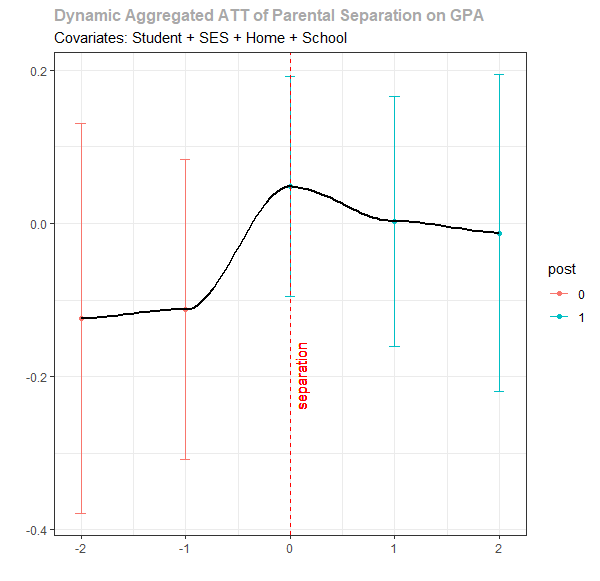 Dynamic Aggregated ATT of Parental Separation on GPA
Covariates: Student + SES + Home + School
0.2
0.0
-0.2
-0.4
separation
-2
-1
0
1
2
post
0
1